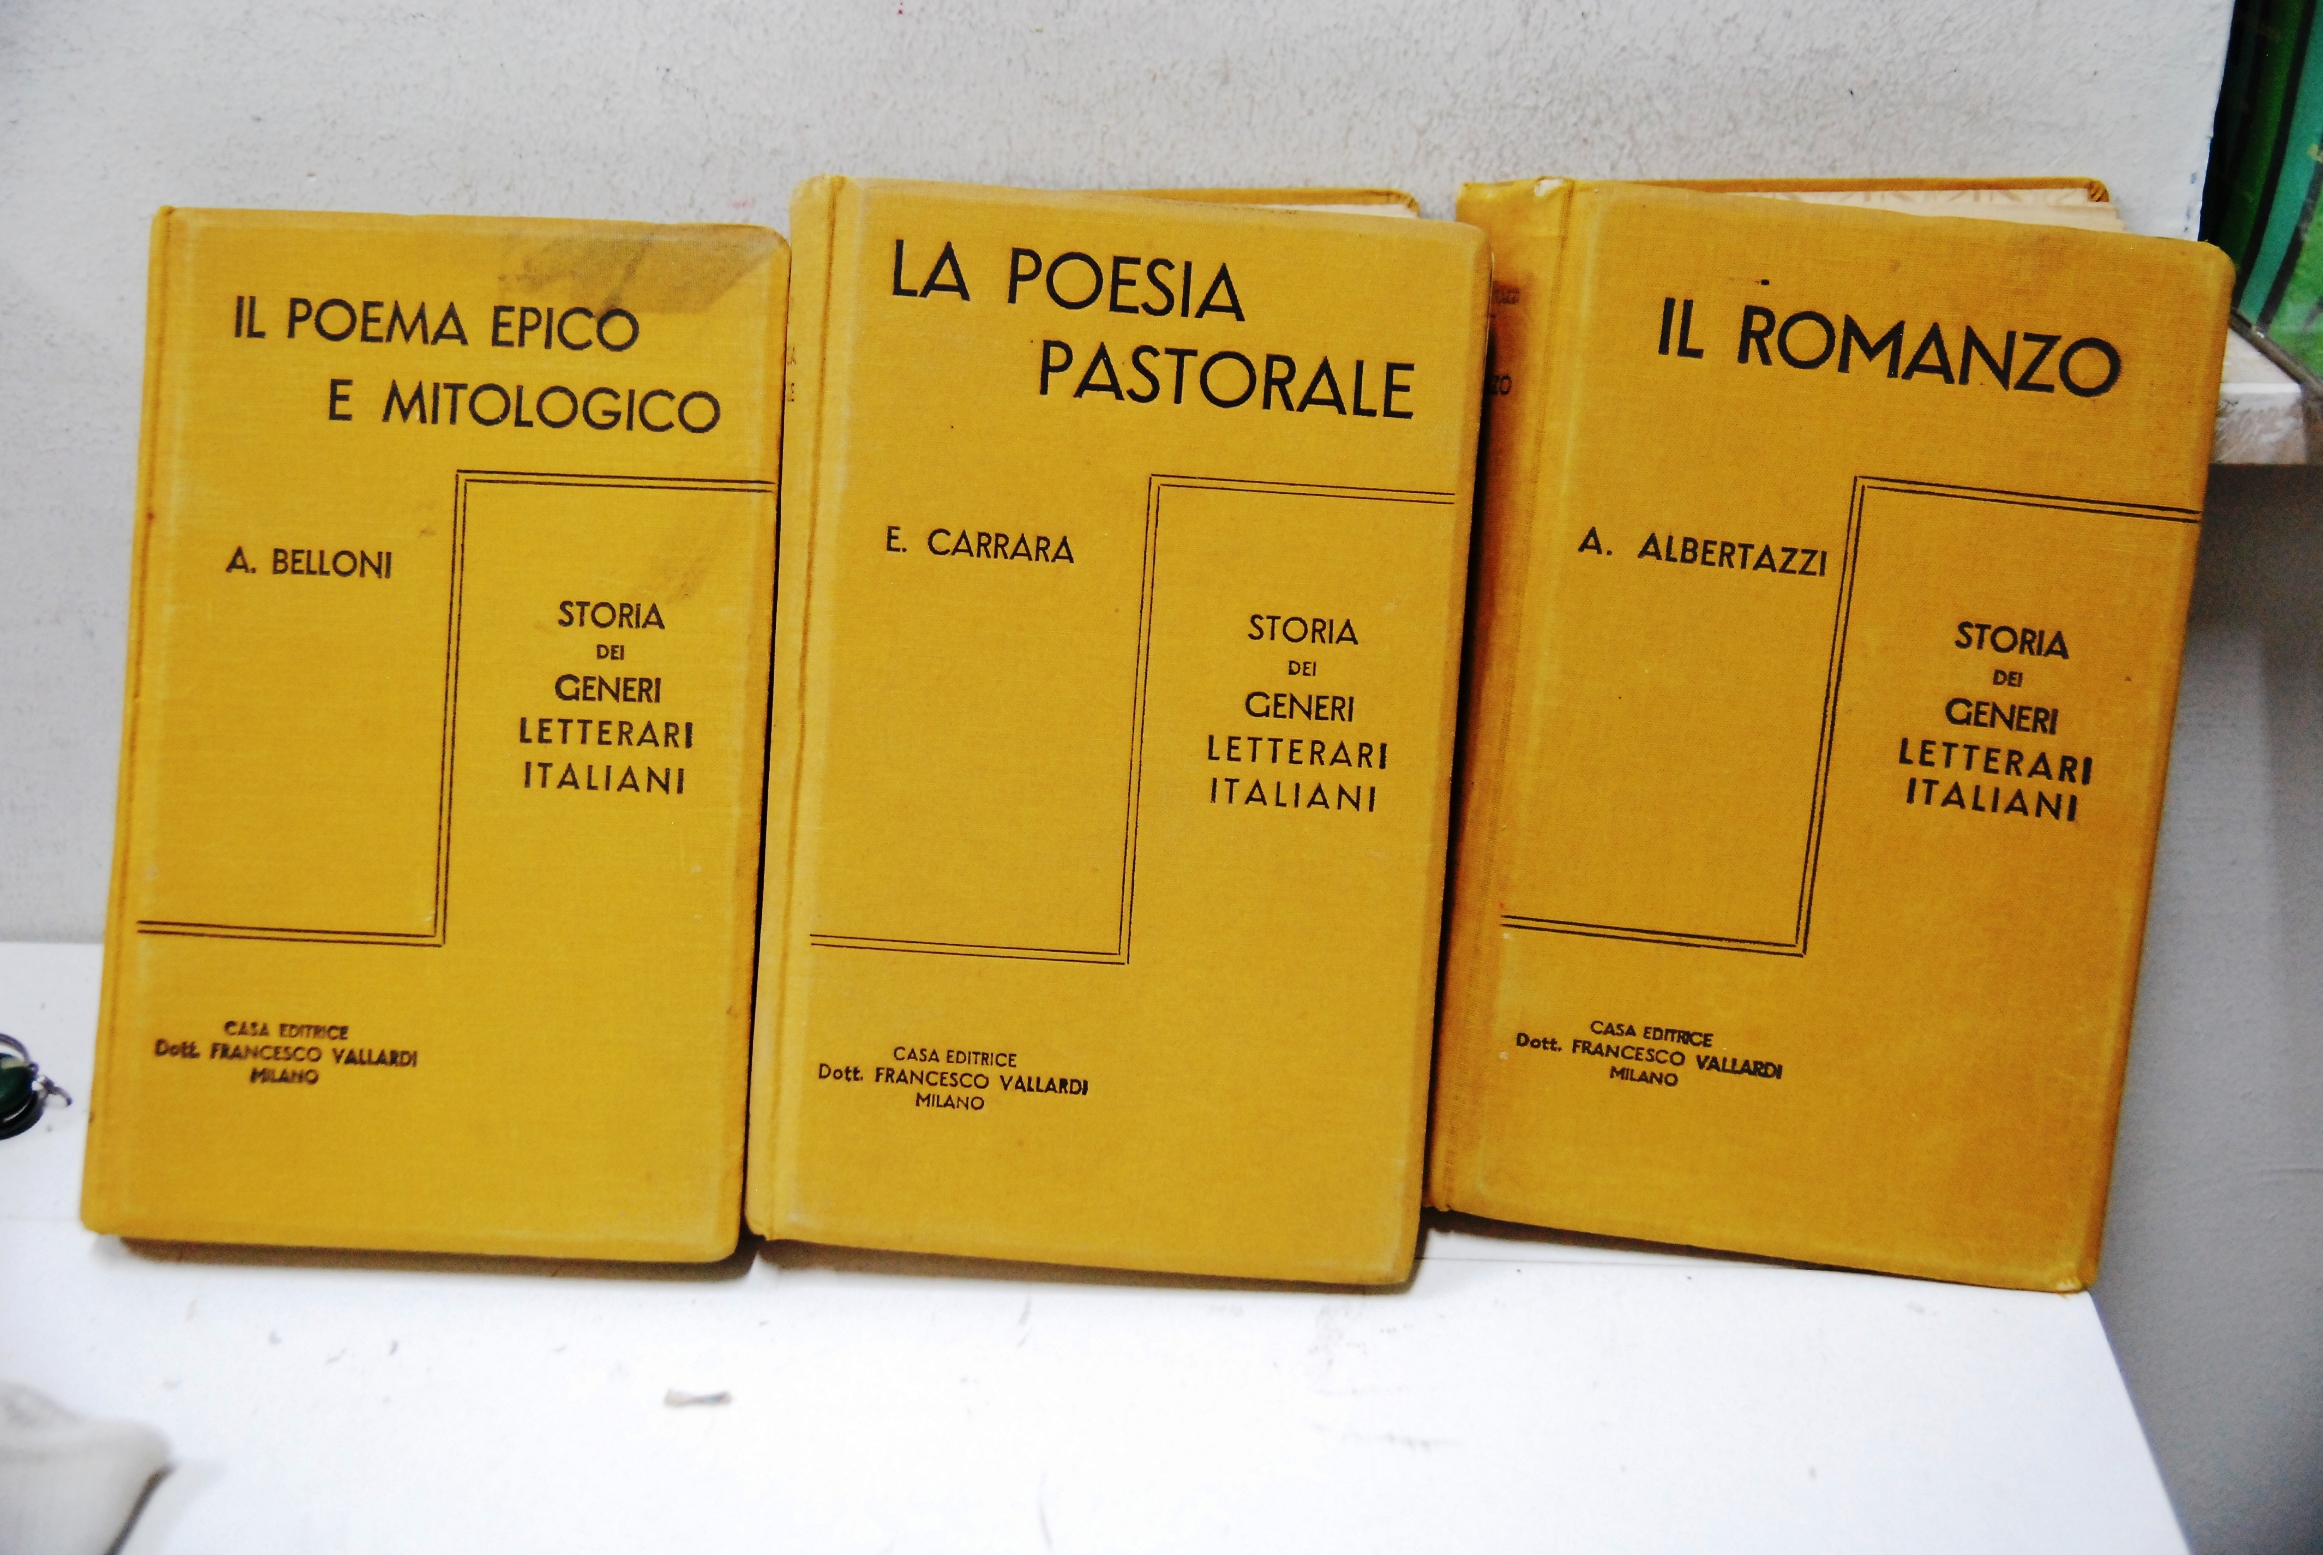 IL POEMA EPICO
E MITOLOGICO
A. BELLONI
STORIA
DEI
GENERI
LETTERARI
ITALIANI
CASA EDITRICE
Dott. FRANCESCO VALLARDI
MILANO
LA POESIA
PASTORALE
E. CARRARA
STORIA
DEI
GENERI
LETTERARI
ITALIANI
CASA EDITRICE
Dott. FRANCESCO VALLARDI
MILANO
IL ROMANZO
A. ALBERTAZZI
STORIA
DEI
GENERI
LETTERARI
ITALIANI
CASA EDITRICE
Dott. FRANCESCO VALLARDI
MILANO